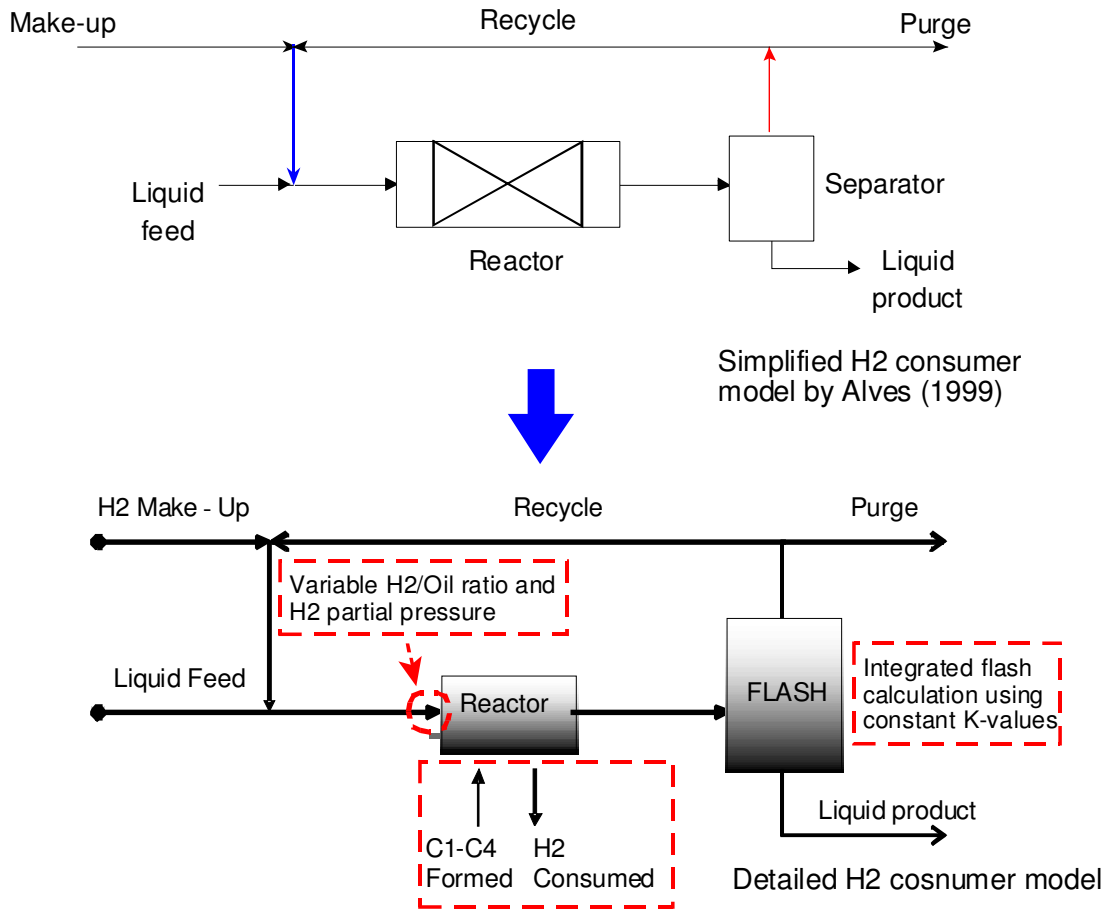 Make-up
Recycle
Purge
Liquid
feed
Reactor
Separator
Liquid
product
Simplified H2 consumer
model by Alves (1999)
H2 Make - Up
Recycle
Purge
Variable H2/Oil ratio and
H2 partial pressure
Liquid Feed
Reactor
FLASH
Integrated flash
calculation using
constant K-values
C1-C4
Formed
H2
Consumed
Liquid product
Detailed H2 cosnumer model